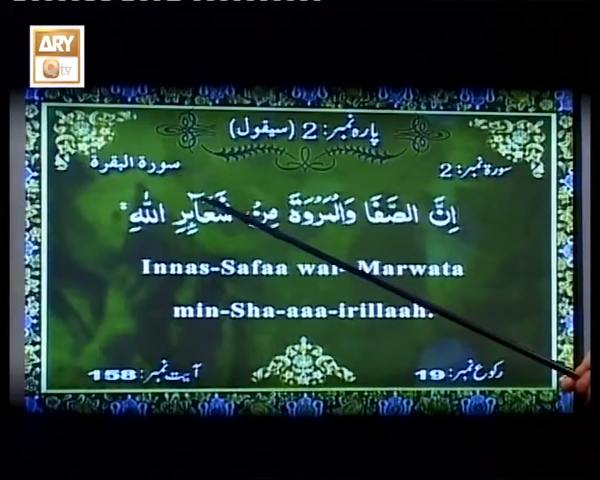 ARY
Qtv
پارہ نمبر: 2 (سیقول)
سورۃ نمبر: 2
سورۃ البقرۃ
اِنَّ الصَّفَا وَالْمَرْوَةَ مِنْ شَعَآىِٕرِ اللّٰهِ ۚ
Innas-Safaa wal-Marwata
min-Sha-aaa-irillaah.
رکوع نمبر: 19
آیت نمبر: 158